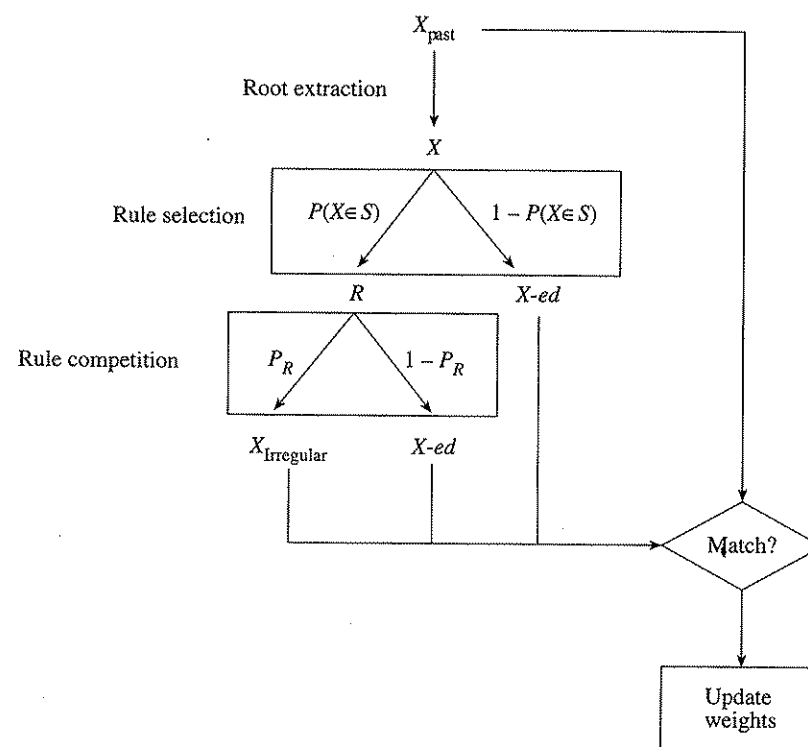 X_past
Root extraction
X
Rule selection
P(X∈S)
1 – P(X∈S)
R
X-ed
Rule competition
P_R
1 – P_R
X_Irregular
X-ed
Match?
Update
weights